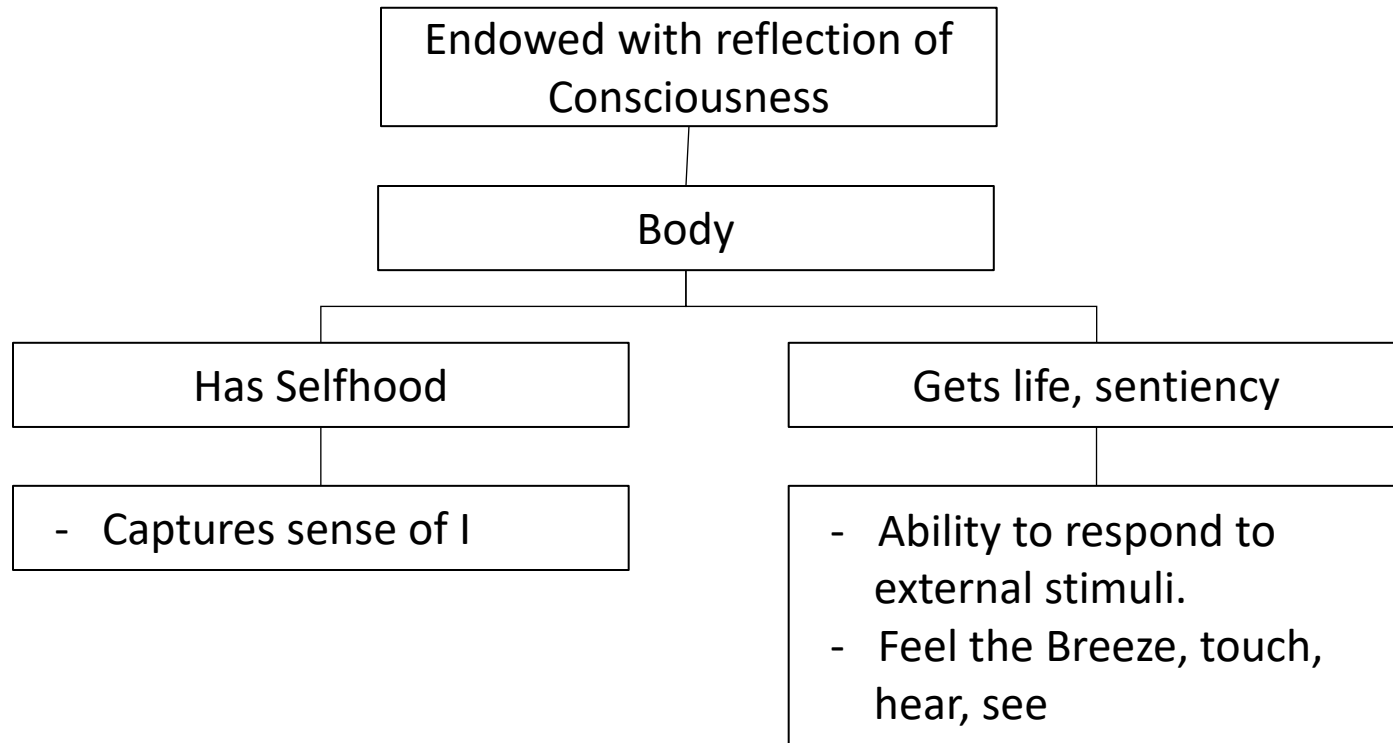 Endowed with reflection of
Consciousness
Body
Has Selfhood
Gets life, sentiency
- Captures sense of I
- Ability to respond to
external stimuli.
- Feel the Breeze, touch,
hear, see